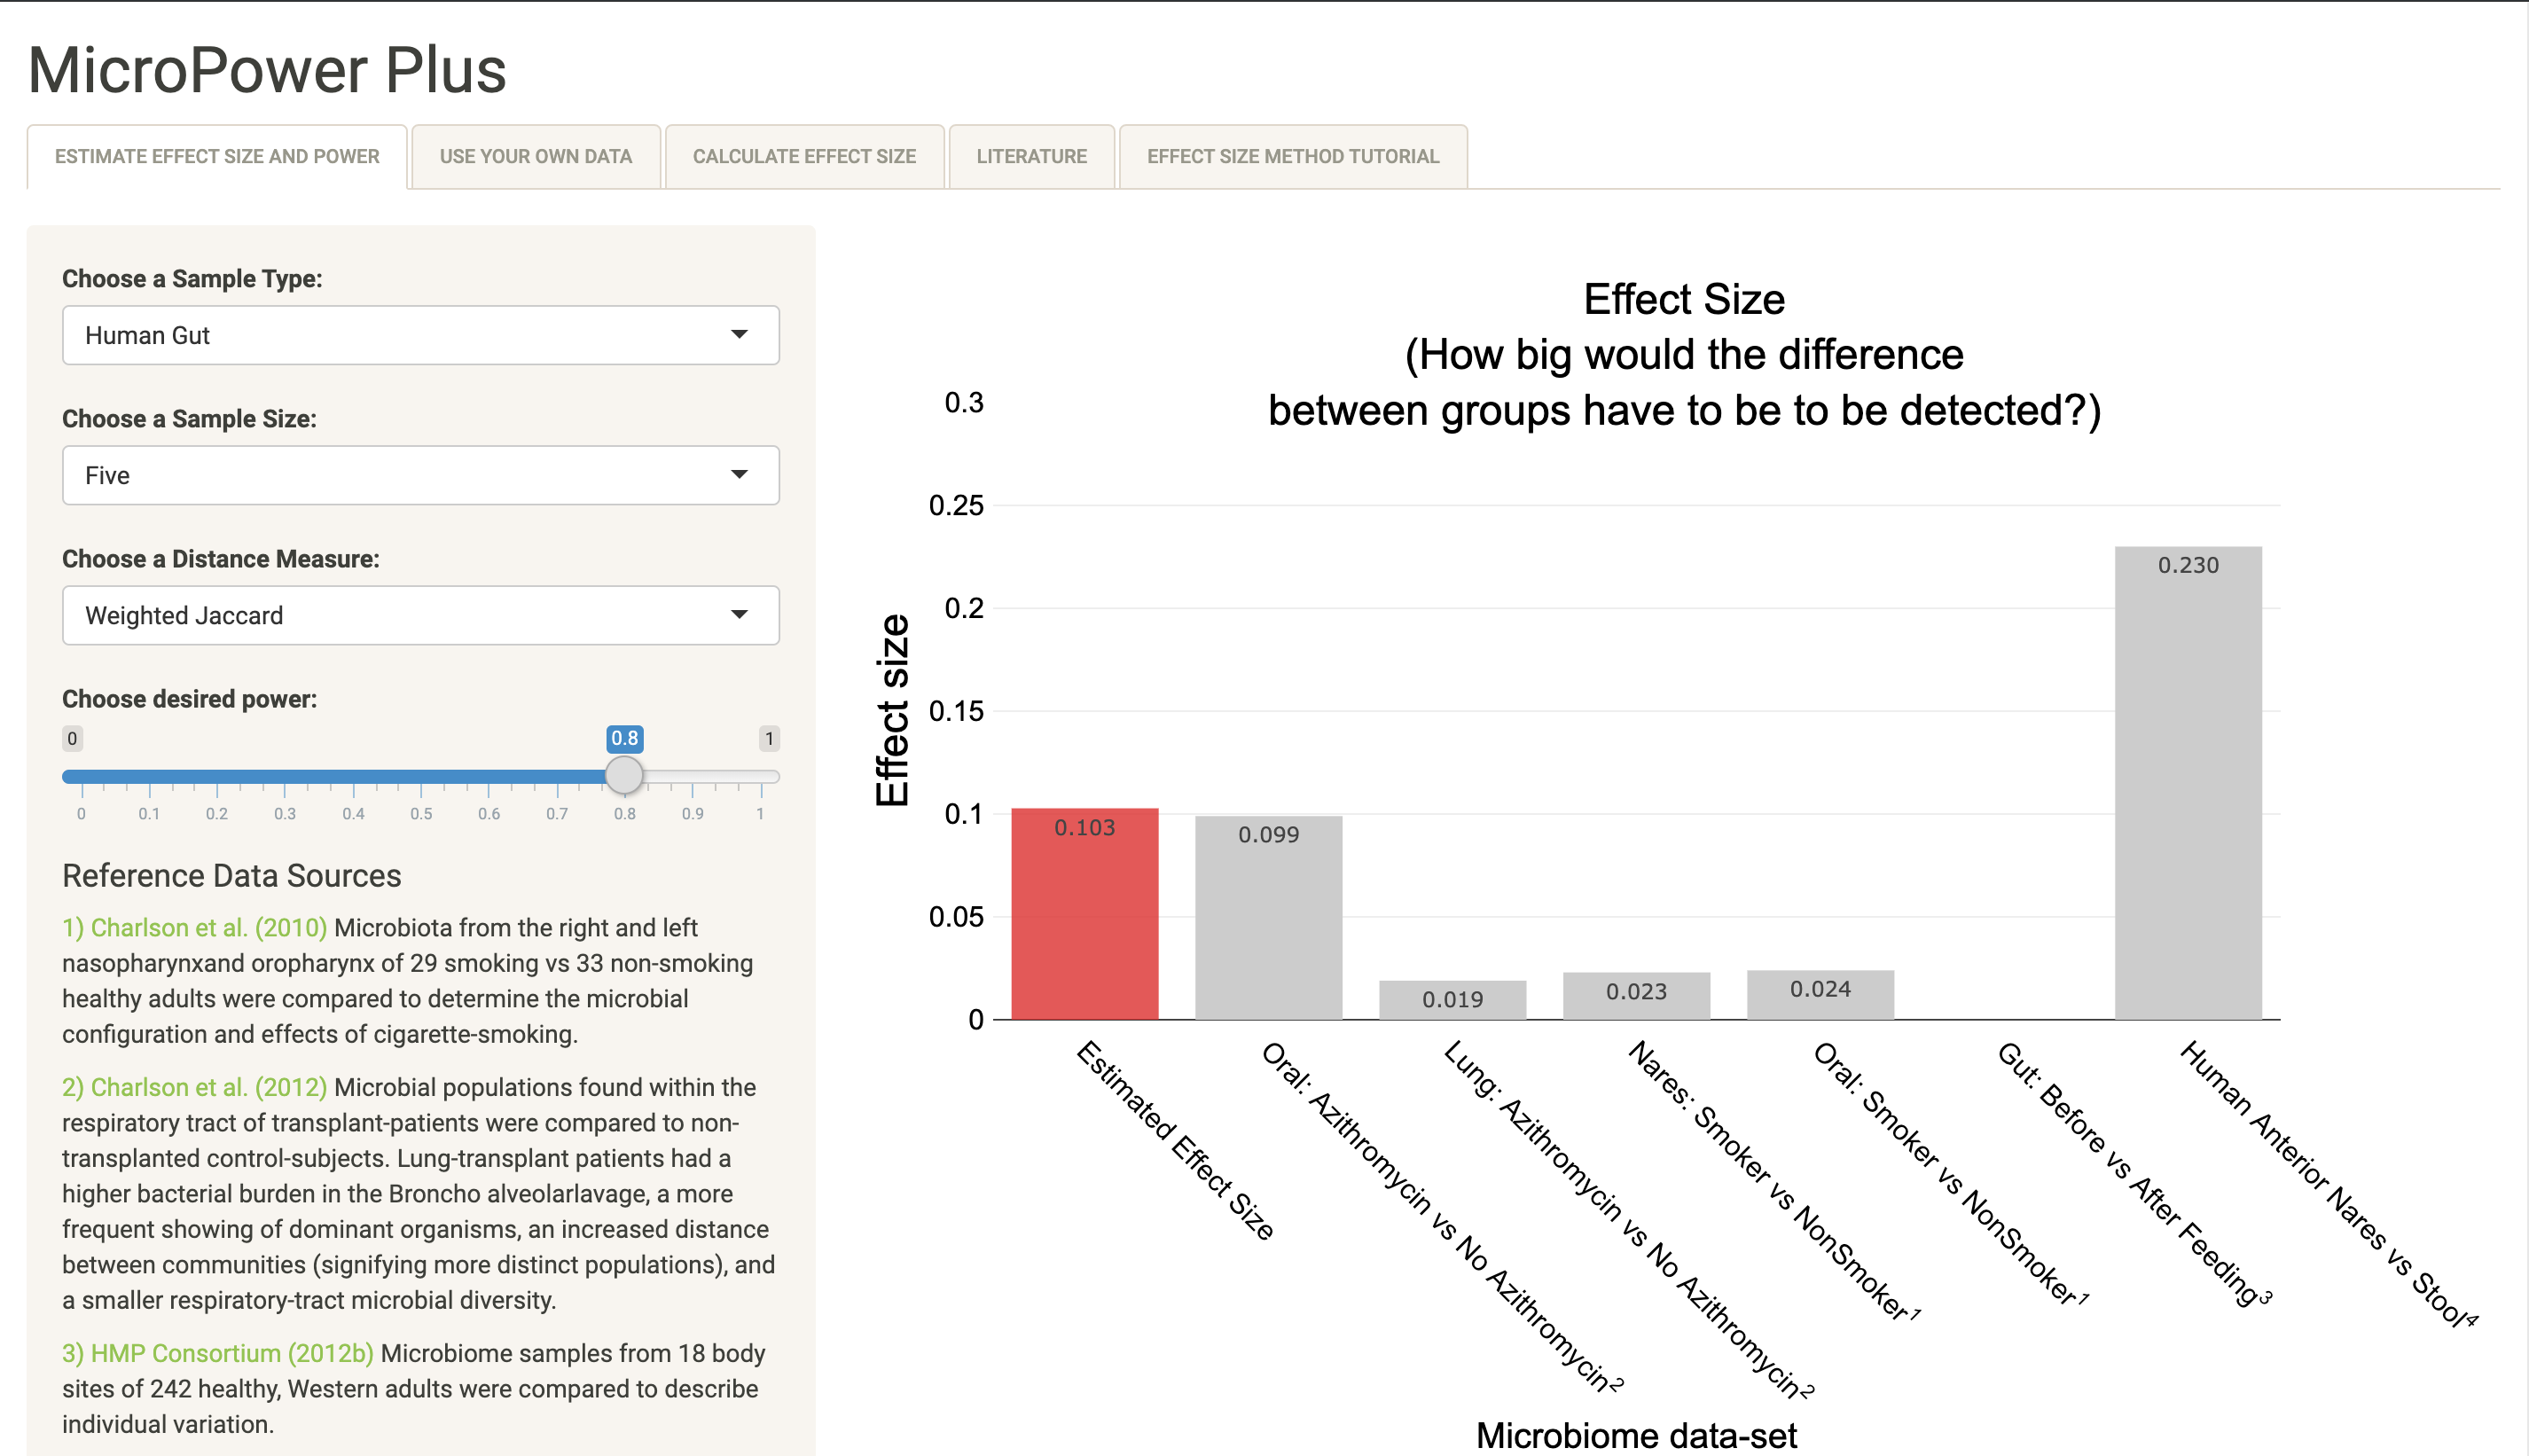 MicroPower Plus
ESTIMATE EFFECT SIZE AND POWER
USE YOUR OWN DATA
CALCULATE EFFECT SIZE
LITERATURE
EFFECT SIZE METHOD TUTORIAL
Choose a Sample Type:
Human Gut
Choose a Sample Size:
Five
Choose a Distance Measure:
Weighted Jaccard
Choose desired power:
0
0.8
1
0
0.1
0.2
0.3
0.4
0.5
0.6
0.7
0.8
0.9
1
Reference Data Sources
1) Charlson et al. (2010) Microbiota from the right and left
nasopharynxand oropharynx of 29 smoking vs 33 non-smoking
healthy adults were compared to determine the microbial
configuration and effects of cigarette-smoking.
2) Charlson et al. (2012) Microbial populations found within the
respiratory tract of transplant-patients were compared to non-
transplanted control-subjects. Lung-transplant patients had a
higher bacterial burden in the Broncho alveolarlavage, a more
frequent showing of dominant organisms, an increased distance
between communities (signifying more distinct populations), and
a smaller respiratory-tract microbial diversity.
3) HMP Consortium (2012b) Microbiome samples from 18 body
sites of 242 healthy, Western adults were compared to describe
individual variation.
Effect Size
(How big would the difference
between groups have to be to be detected?)
Effect size
0.3
0.25
0.2
0.15
0.1
0.05
0
0.103
0.099
0.019
0.023
0.024
0.230
Estimated Effect Size
Oral: Azithromycin vs No Azithromycin²
Lung: Azithromycin vs No Azithromycin²
Nares: Smoker vs NonSmoker¹
Oral: Smoker vs NonSmoker¹
Gut: Before vs After Feeding³
Human Anterior Nares vs Stool⁴
Microbiome data-set